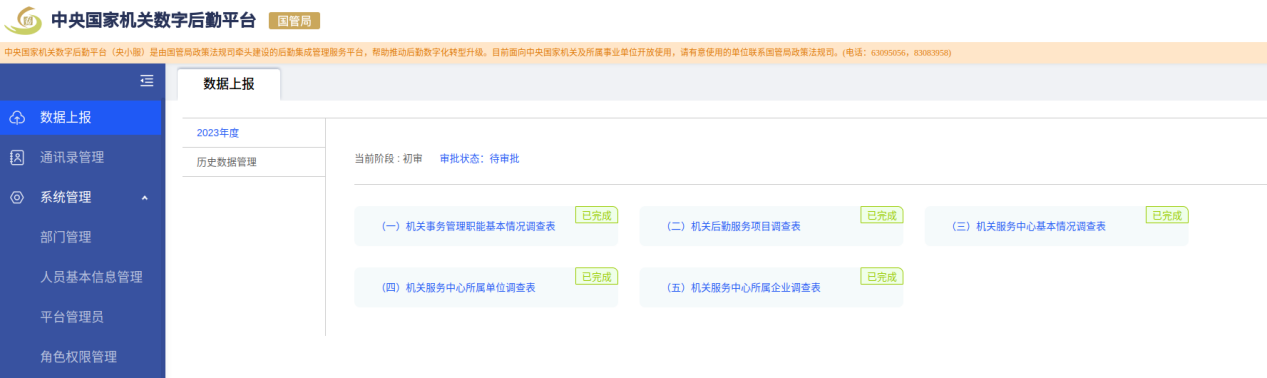 中央国家机关数字后勤平台 国管局
中央国家机关数字后勤平台（央小服）是由国管局政策法规司牵头建设的后勤集成管理服务平台，帮助推动后勤数字化转型升级。目前面向中央国家机关及所属事业单位开放使用，请有意使用的单位联系国管局政策法规司。(电话：63095056，83083958)
数据上报
数据上报
通讯录管理
系统管理
部门管理
人员基本信息管理
平台管理员
角色权限管理
2023年度
历史数据管理
当前阶段 : 初审 审批状态：待审批
（一）机关事务管理职能基本情况调查表 已完成
（二）机关后勤服务项目调查表 已完成
（三）机关服务中心基本情况调查表 已完成
（四）机关服务中心所属单位调查表 已完成
（五）机关服务中心所属企业调查表 已完成